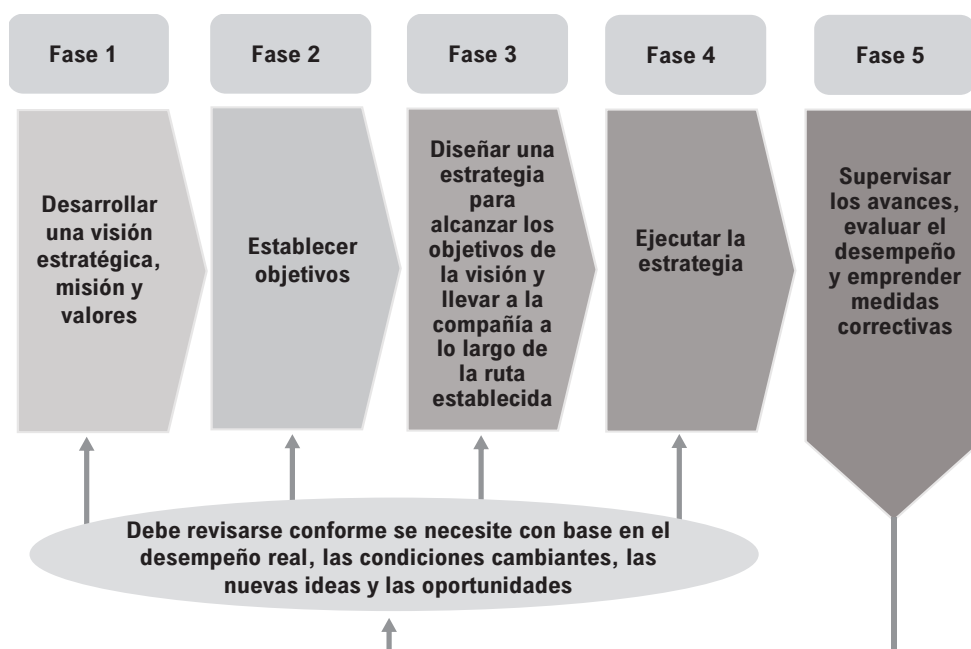 Fase 1
Fase 2
Fase 3
Fase 4
Fase 5
Desarrollar
una visión
estratégica,
misión y
valores
Establecer
objetivos
Diseñar una
estrategia
para
alcanzar los
objetivos de
la visión y
llevar a la
compañía a
lo largo de
la ruta
establecida
Ejecutar la
estrategia
Supervisar
los avances,
evaluar el
desempeño
y emprender
medidas
correctivas
Debe revisarse conforme se necesite con base en el
desempeño real, las condiciones cambiantes, las
nuevas ideas y las oportunidades